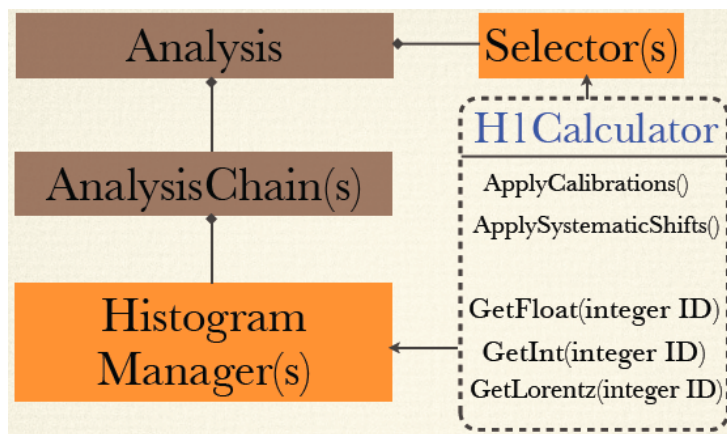 Analysis
Selector(s)
H1Calculator
ApplyCalibrations()
ApplySystematicShifts()
AnalysisChain(s)
Histogram
Manager(s)
GetFloat(integer ID)
GetInt(integer ID)
GetLorentz(integer ID)